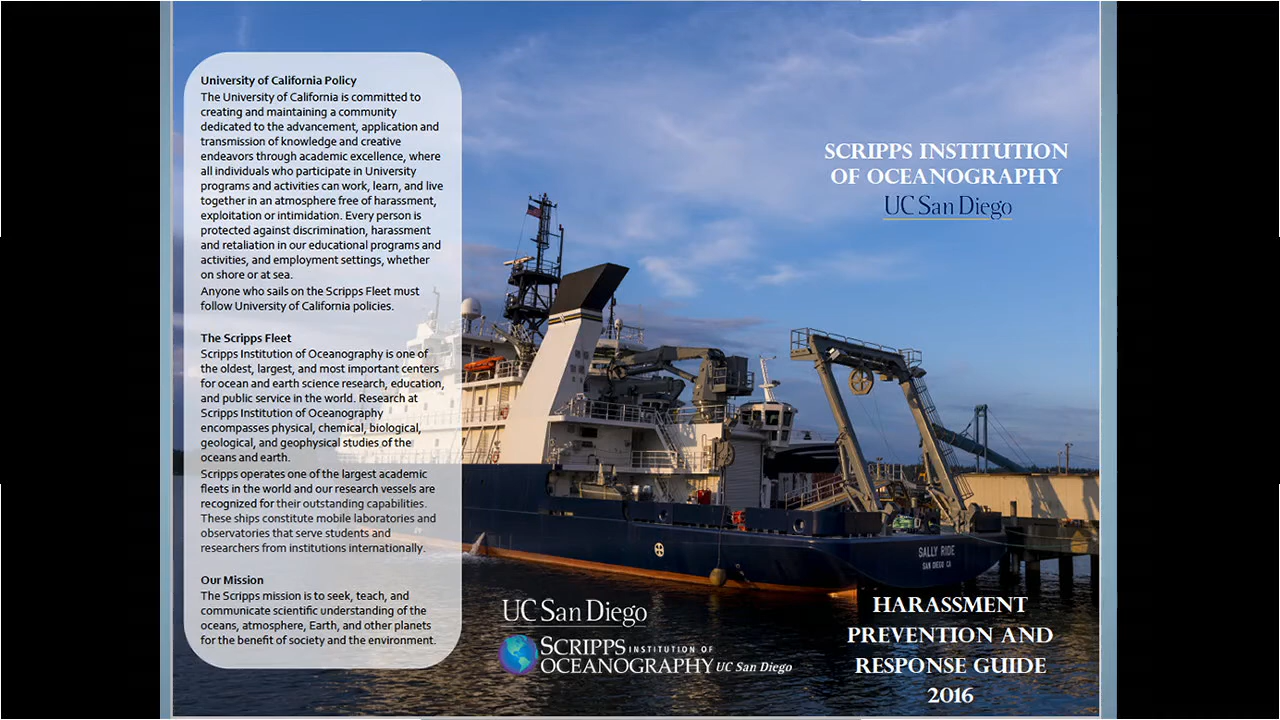 University of California Policy
The University of California is committed to
creating and maintaining a community
dedicated to the advancement, application and
transmission of knowledge and creative
endeavors through academic excellence, where
all individuals who participate in University
programs and activities can work, learn, and live
together in an atmosphere free of harassment,
exploitation or intimidation. Every person is
protected against discrimination, harassment
and retaliation in our educational programs and
activities, and employment settings, whether
on shore or at sea.
Anyone who sails on the Scripps Fleet must
follow University of California policies.
The Scripps Fleet
Scripps Institution of Oceanography is one of
the oldest, largest, and most important centers
for ocean and earth science research, education,
and public service in the world. Research at
Scripps Institution of Oceanography
encompasses physical, chemical, biological,
geological, and geophysical studies of the
oceans and earth.
Scripps operates one of the largest academic
fleets in the world and our research vessels are
recognized for their outstanding capabilities.
These ships constitute mobile laboratories and
observatories that serve students and
researchers from institutions internationally.
Our Mission
The Scripps mission is to seek, teach, and
communicate scientific understanding of the
oceans, atmosphere, Earth, and other planets
for the benefit of society and the environment.
UC San Diego
SCRIPPS INSTITUTION OF
OCEANOGRAPHY UC San Diego
SCRIPPS INSTITUTION
OF OCEANOGRAPHY
UC San Diego
SALLY RIDE
SAN DIEGO CA
HARASSMENT
PREVENTION AND
RESPONSE GUIDE
2016